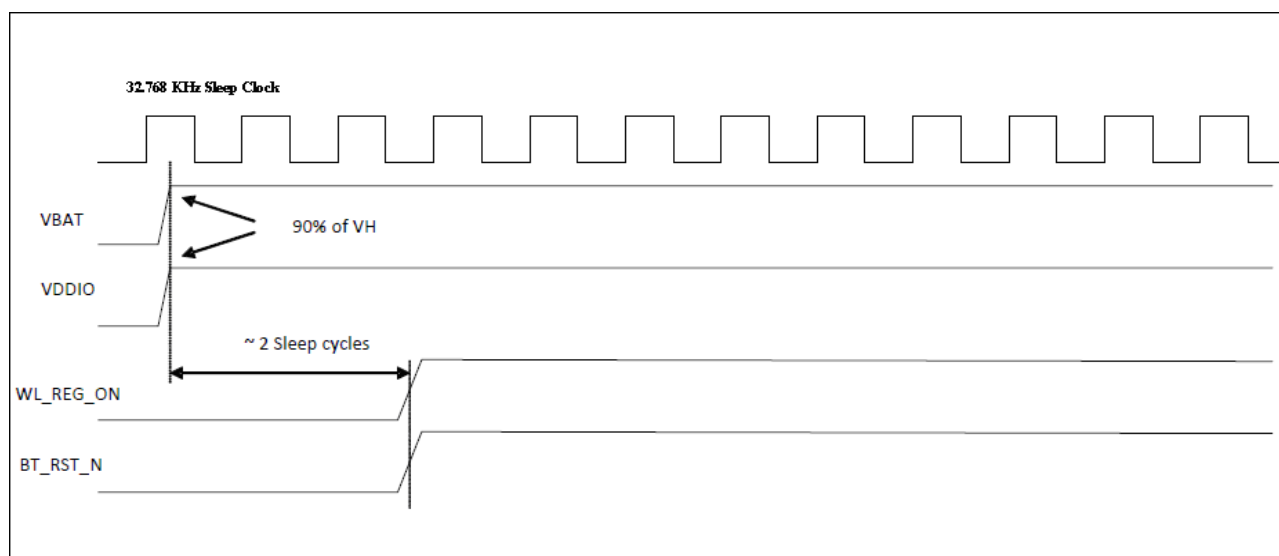 32.768 KHz Sleep Clock
VBAT
90% of VH
VDDIO
~ 2 Sleep cycles
WL_REG_ON
BT_RST_N